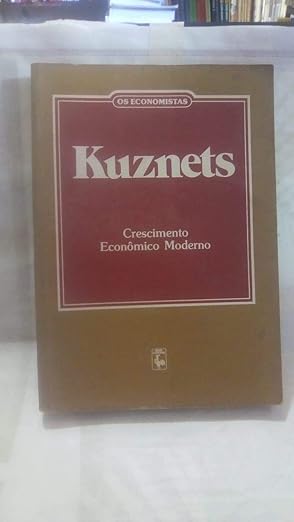 OS ECONOMISTAS
Kuznets
Crescimento
Econômico Moderno